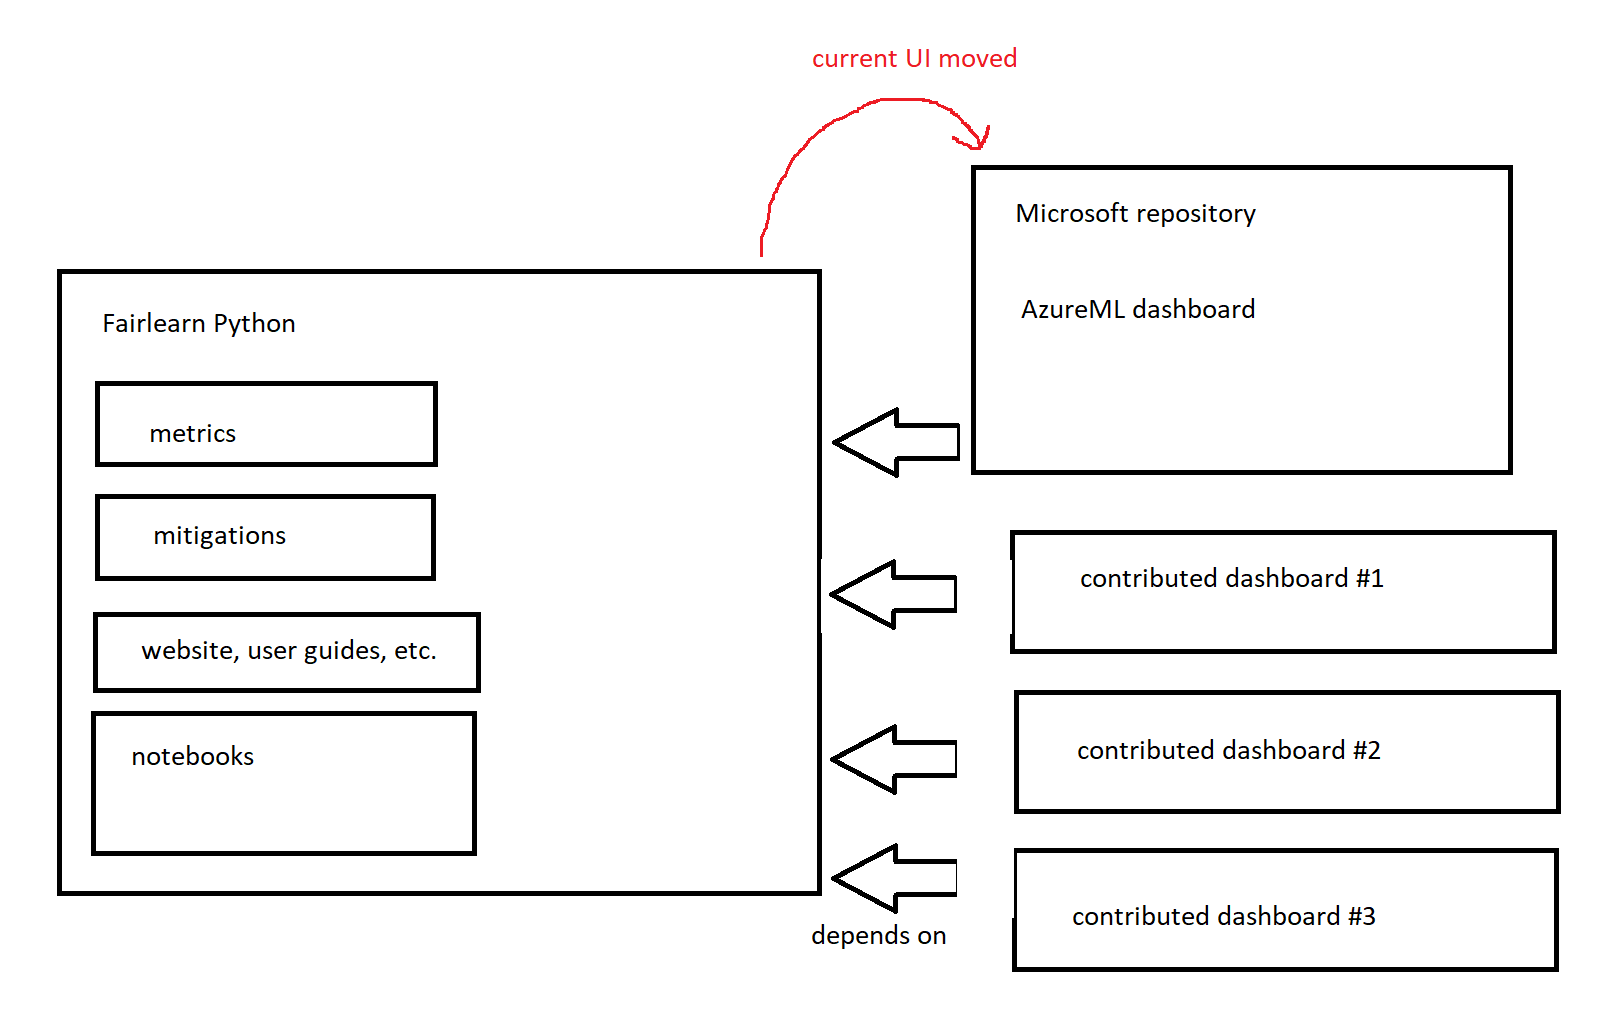 current UI moved
Microsoft repository
AzureML dashboard
Fairlearn Python
metrics
mitigations
website, user guides, etc.
notebooks
contributed dashboard #1
contributed dashboard #2
contributed dashboard #3
depends on